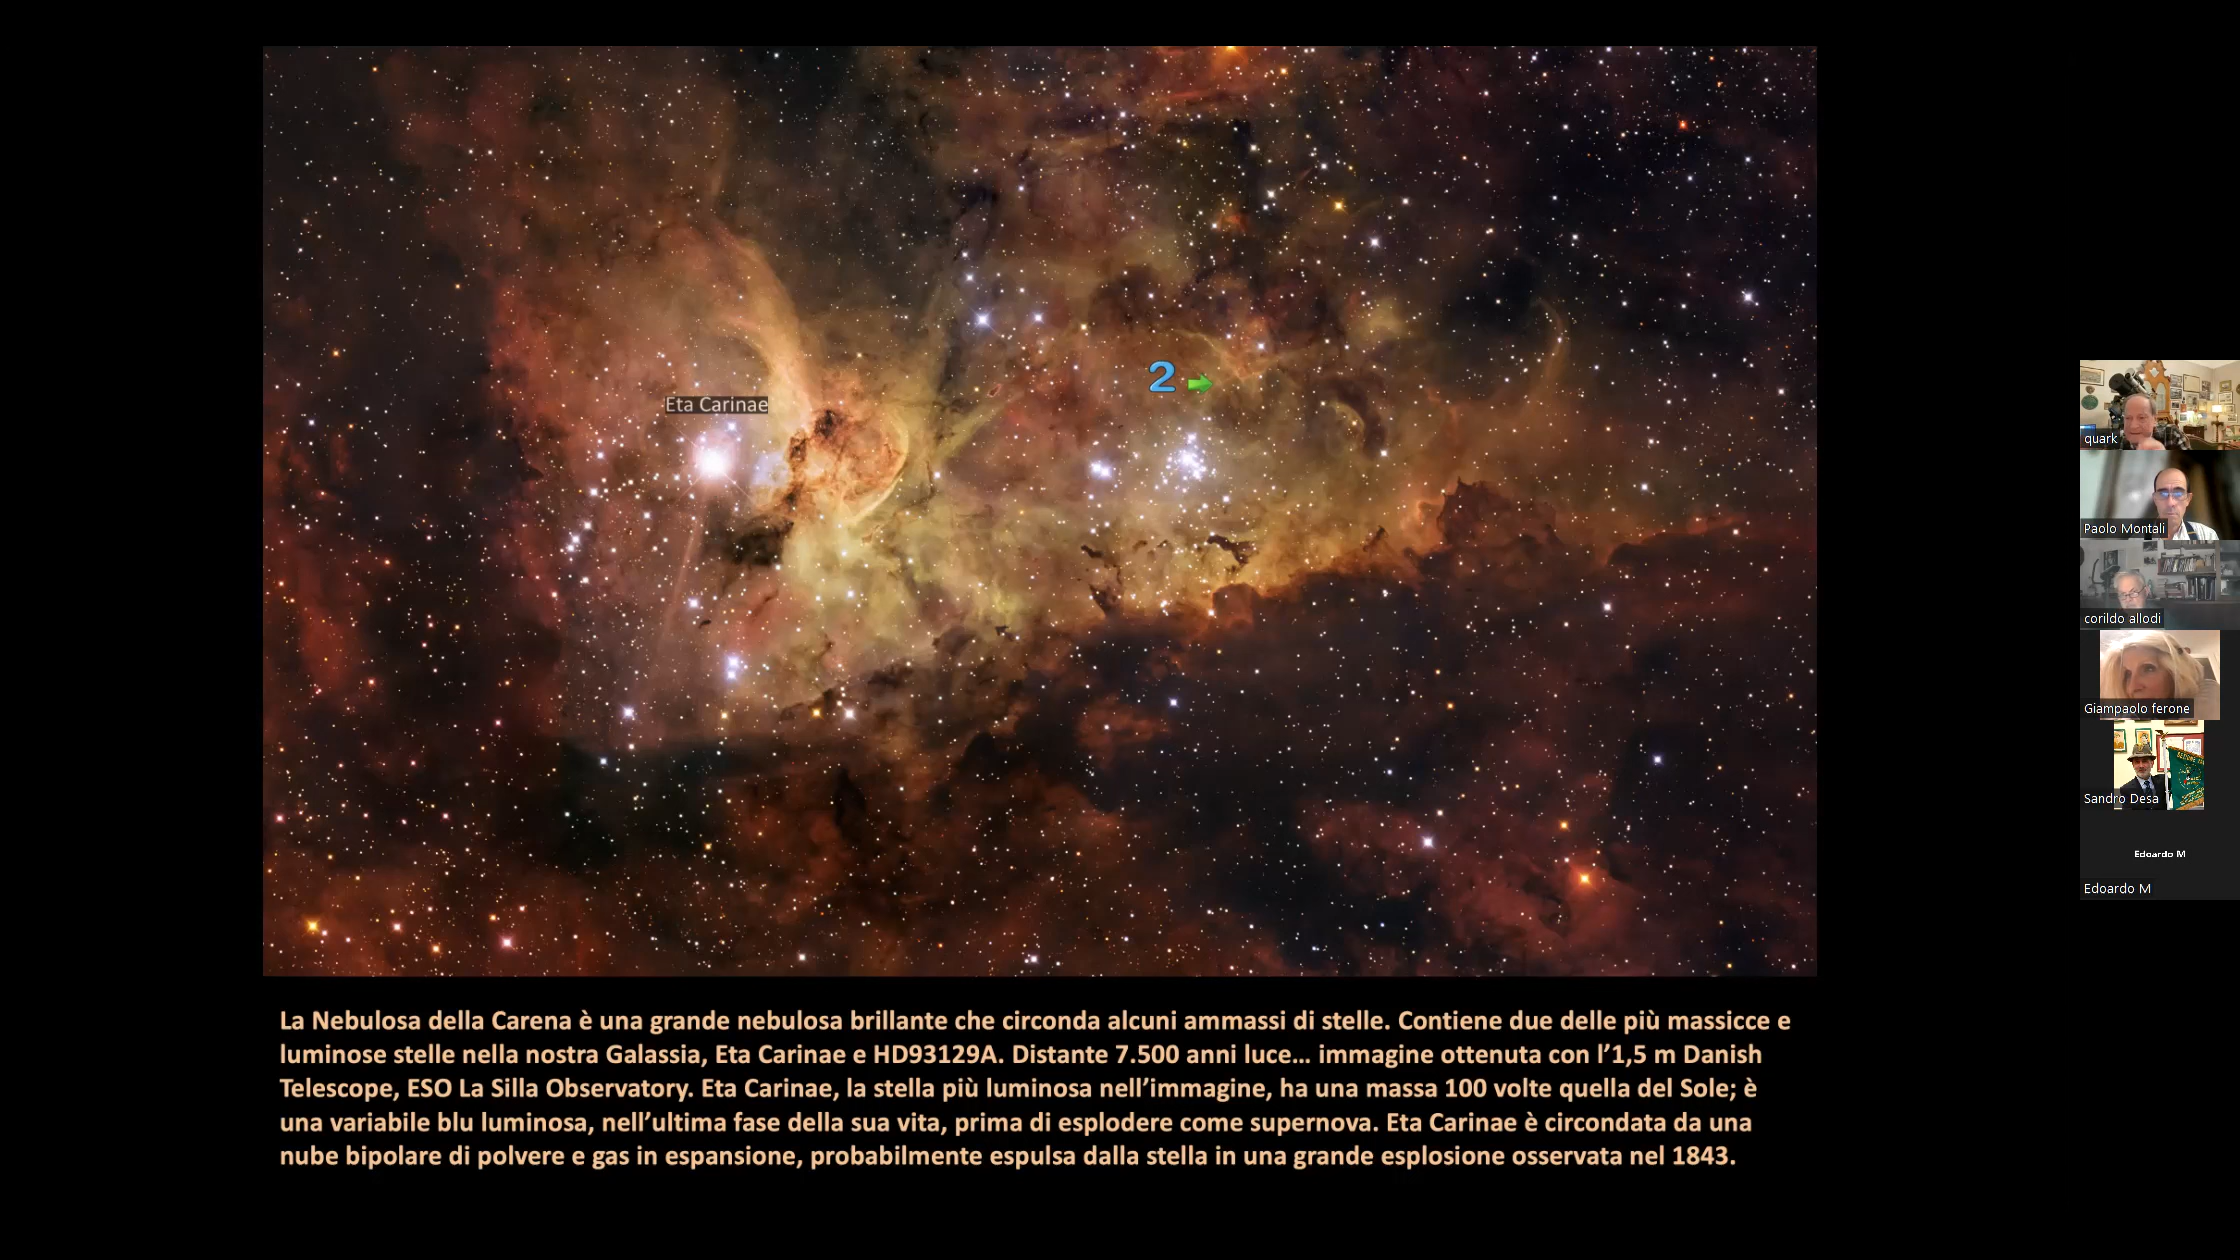 Eta Carinae
2
La Nebulosa della Carena è una grande nebulosa brillante che circonda alcuni ammassi di stelle. Contiene due delle più massicce e
luminose stelle nella nostra Galassia, Eta Carinae e HD93129A. Distante 7.500 anni luce... immagine ottenuta con l'1,5 m Danish
Telescope, ESO La Silla Observatory. Eta Carinae, la stella più luminosa nell'immagine, ha una massa 100 volte quella del Sole; è
una variabile blu luminosa, nell'ultima fase della sua vita, prima di esplodere come supernova. Eta Carinae è circondata da una
nube bipolare di polvere e gas in espansione, probabilmente espulsa dalla stella in una grande esplosione osservata nel 1843.
quark
Paolo Montali
corildo allodi
Giampaolo ferone
Sandro Desa
Edoardo M
Edoardo M